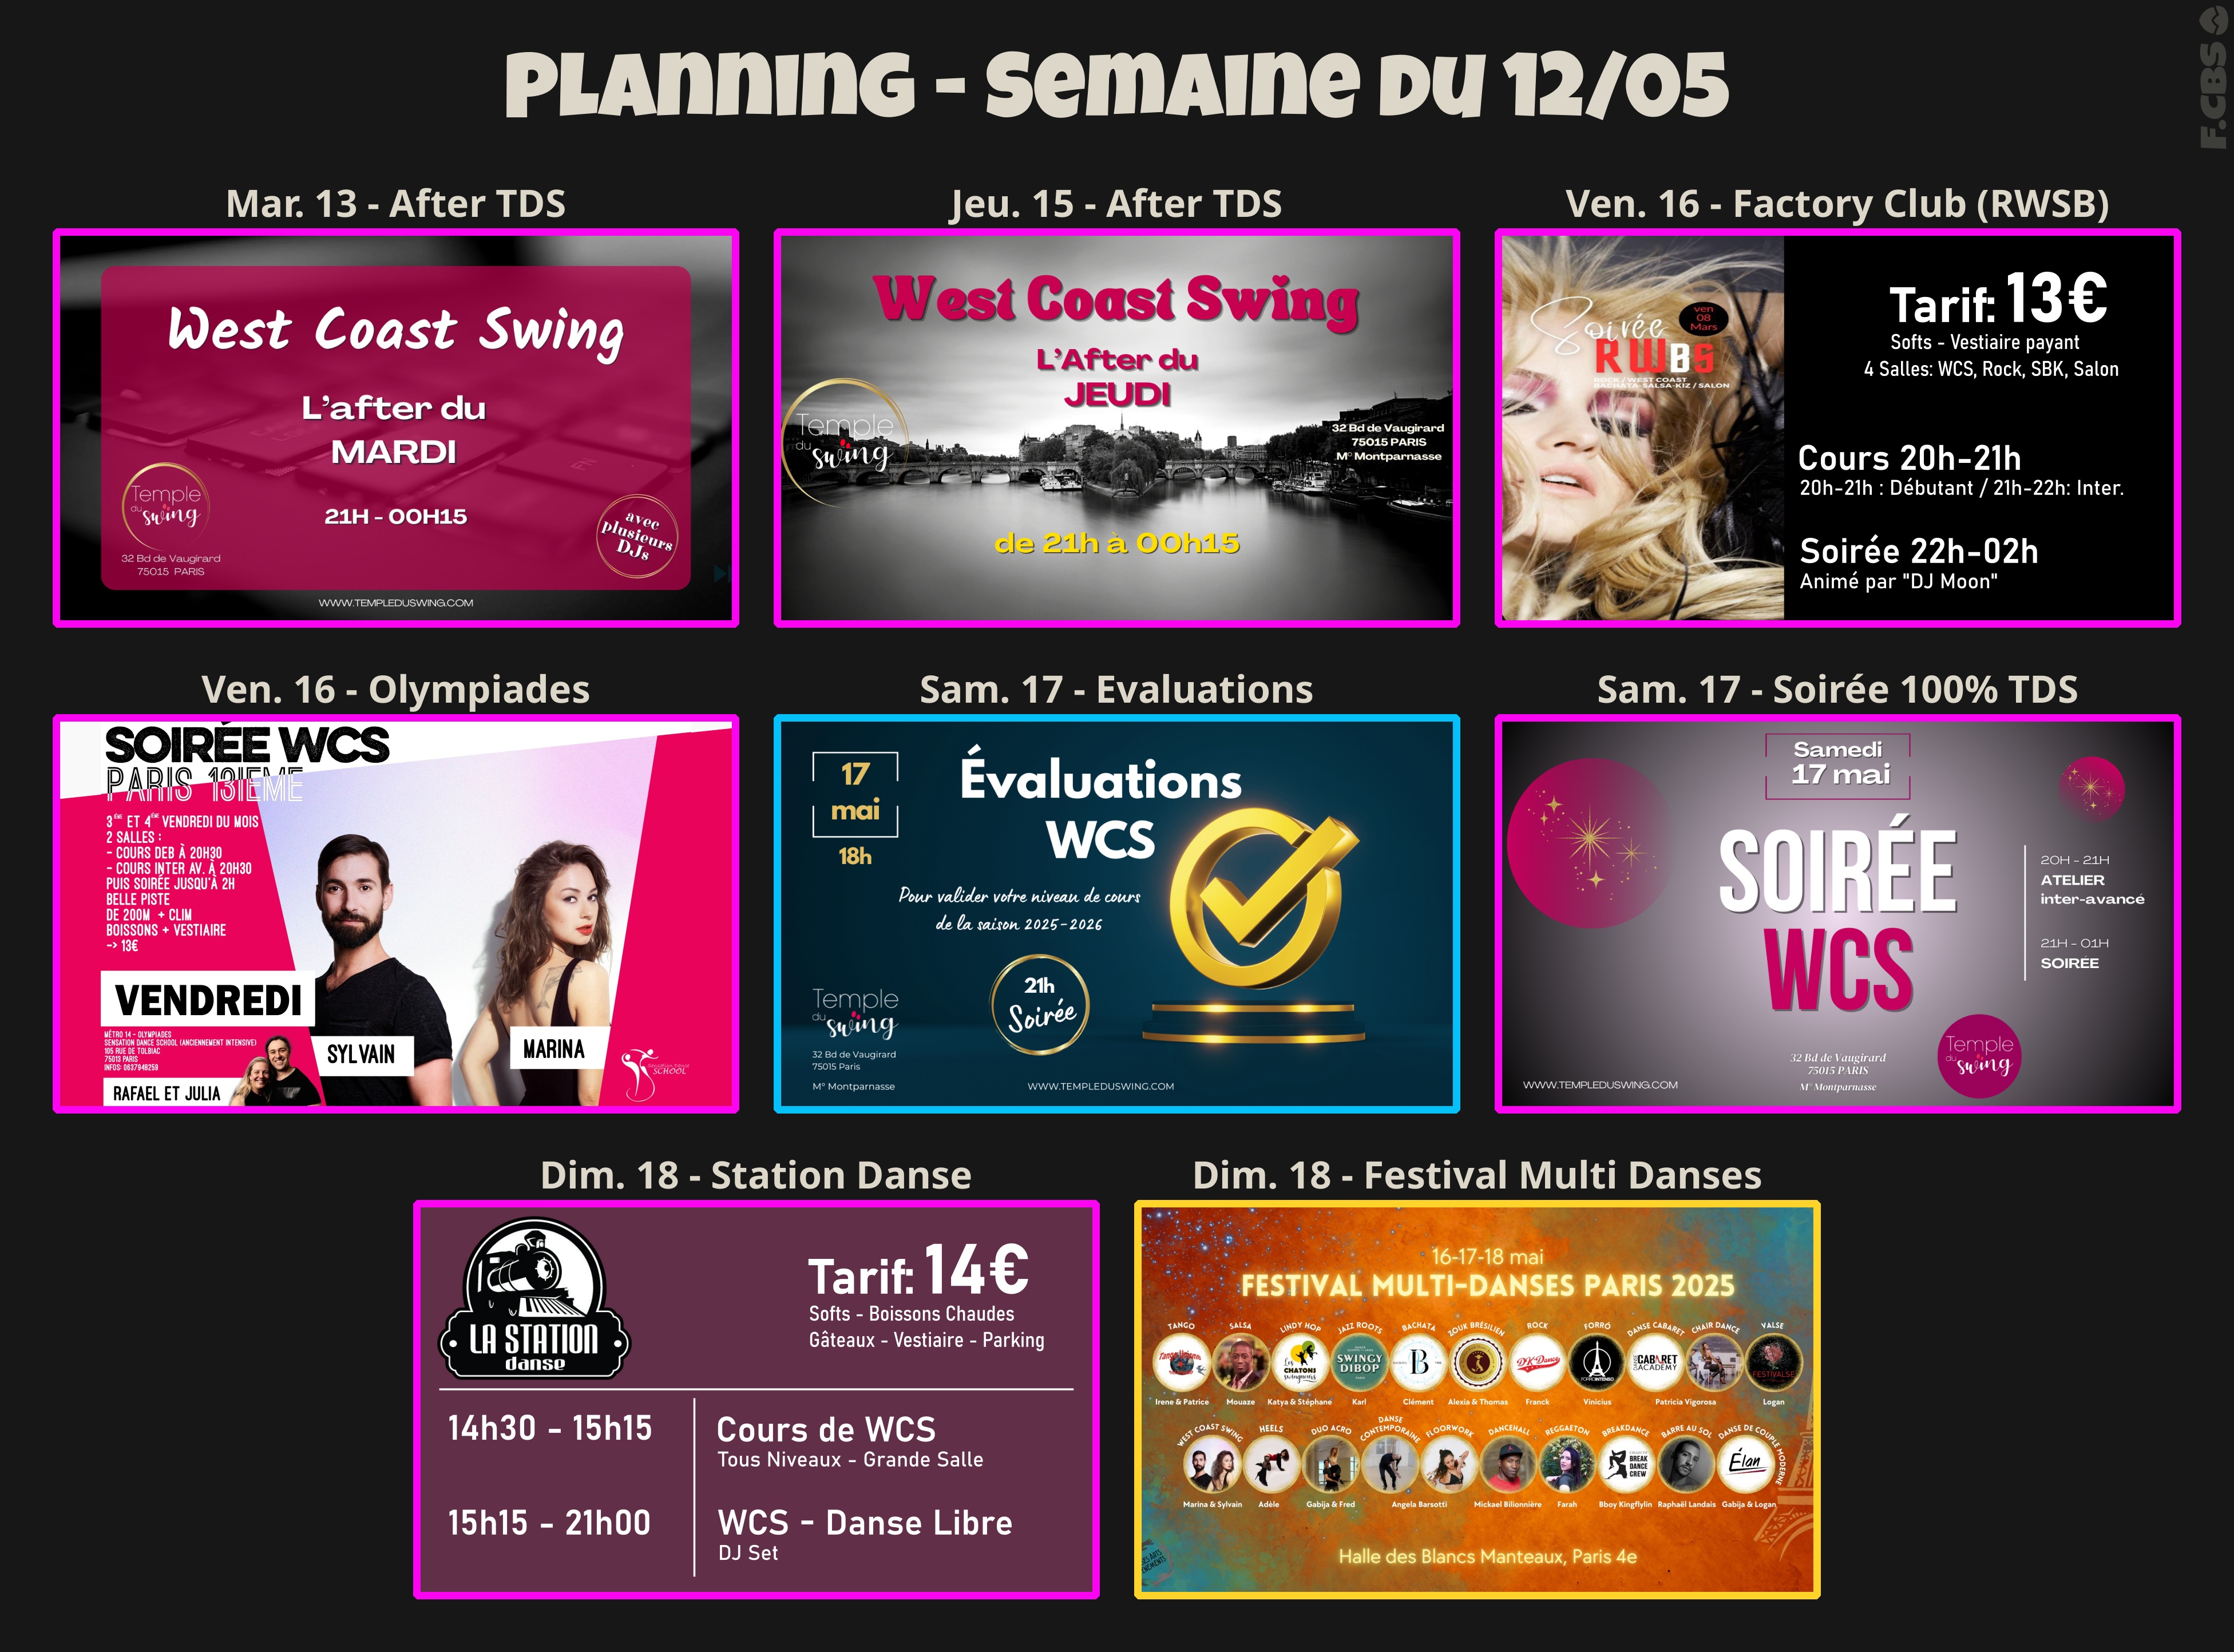 Planning - Semaine du 12/05
F.CBS
Mar. 13 - After TDS
West Coast Swing
L'after du
MARDI
21H - 00H15
Temple
du
swing
32 Bd de Vaugirard
75015 PARIS
avec
plusieurs
DJs
WWW.TEMPLEDUSWING.COM
Jeu. 15 - After TDS
West Coast Swing
L'After du
JEUDI
Temple
du
swing
32 Bd de Vaugirard
75015 PARIS
M° Montparnasse
de 21h à 00h15
Ven. 16 - Factory Club (RWSB)
Soirée
ven
08
Mars
RWBS
ROCK / WEST COAST
BACHATA-SALSA-KIZ / SALON
Tarif: 13€
Softs - Vestiaire payant
4 Salles: WCS, Rock, SBK, Salon
Cours 20h-21h
20h-21h : Débutant / 21h-22h: Inter.
Soirée 22h-02h
Animé par "DJ Moon"
Ven. 16 - Olympiades
SOIRÉE WCS
PARIS 13IEME
3ème ET 4ème VENDREDI DU MOIS
2 SALLES :
- COURS DEB À 20H30
- COURS INTER AV. À 20H30
PUIS SOIRÉE JUSQU'À 2H
BELLE PISTE
DE 200M + CLIM
BOISSONS + VESTIAIRE
-> 13€
VENDREDI
MÉTRO 14 - OLYMPIADES
SENSATION DANCE SCHOOL (ANCIENNEMENT INTENSIVE)
105 RUE DE TOLBIAC
75013 PARIS
INFOS: 0637948259
RAFAEL ET JULIA
SYLVAIN
MARINA
SCHOOL
Sam. 17 - Evaluations
17
mai
18h
Évaluations
WCS
Pour valider votre niveau de cours
de la saison 2025-2026
21h
Soirée
Temple
du
swing
32 Bd de Vaugirard
75015 Paris
M° Montparnasse
WWW.TEMPLEDUSWING.COM
Sam. 17 - Soirée 100% TDS
Samedi
17 mai
SOIRÉE
WCS
20H - 21H
ATELIER
inter-avancé
21H - 01H
SOIRÉE
32 Bd de Vaugirard
75015 PARIS
M° Montparnasse
WWW.TEMPLEDUSWING.COM
Temple
du
swing
Dim. 18 - Station Danse
LA STATION
danse
Tarif: 14€
Softs - Boissons Chaudes
Gâteaux - Vestiaire - Parking
14h30 - 15h15
Cours de WCS
Tous Niveaux - Grande Salle
15h15 - 21h00
WCS - Danse Libre
DJ Set
Dim. 18 - Festival Multi Danses
16-17-18 mai
FESTIVAL MULTI-DANSES PARIS 2025
TANGO SALSA LINDY HOP JAZZ ROOTS BACHATA ZOUK BRÉSILIEN ROCK FORRÓ DANSE CABARET CHAIR DANCE VALSE
Les CHATONS swingueurs
SWINGY DIBOP
B
DK Dance
FORRO INTENSO
CABARET ACADEMY
FESTIVALSE
Irene & Patrice Mouaze Katya & Stéphane Karl Clément Alexia & Thomas Franck Vinicius Patricia Vigorosa Logan
WEST COAST SWING HEELS DUO ACRO DANSE CONTEMPORAINE FLOORWORK DANCEHALL REGGAETON BREAKDANCE BARRE AU SOL DANSE DE COUPLE MODERNE
BREAK DANCE CREW
Élan
Marina & Sylvain Adèle Gabija & Fred Angela Barsotti Mickael Bilionnière Farah Bboy Kingflylin Raphaël Landais Gabija & Logan
Halle des Blancs Manteaux, Paris 4e